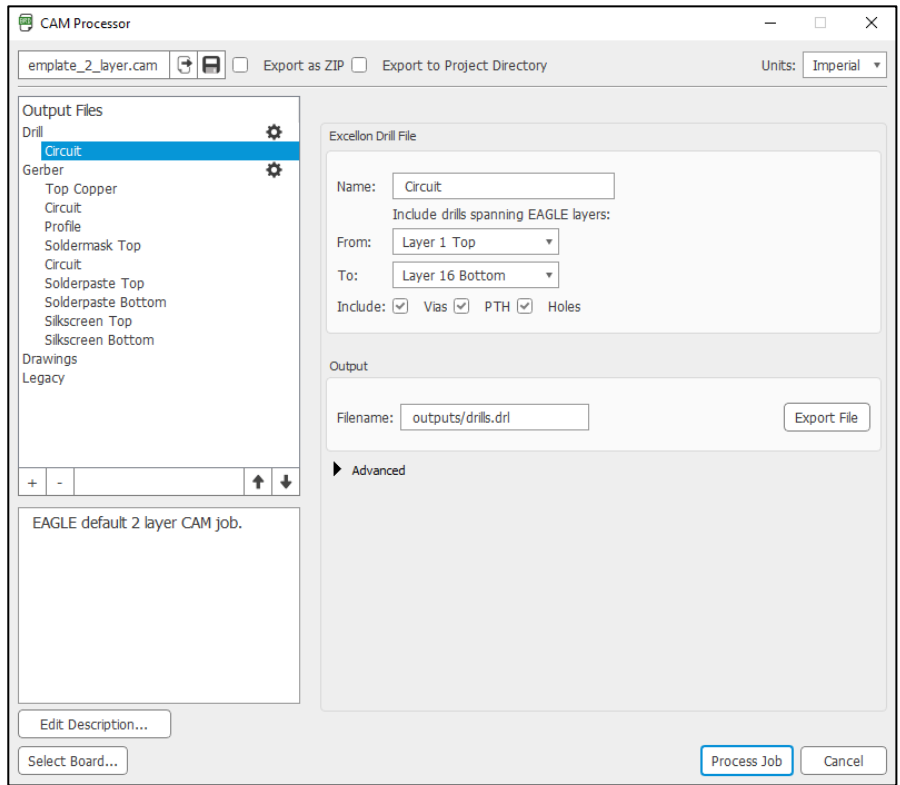 CAM Processor
emplate_2_layer.cam Export as ZIP Export to Project Directory Units: Imperial
Output Files
Drill
Circuit
Gerber
Top Copper
Circuit
Profile
Soldermask Top
Circuit
Solderpaste Top
Solderpaste Bottom
Silkscreen Top
Silkscreen Bottom
Drawings
Legacy
+ -
EAGLE default 2 layer CAM job.
Edit Description...
Select Board...
Excellon Drill File
Name: Circuit
Include drills spanning EAGLE layers:
From: Layer 1 Top
To: Layer 16 Bottom
Include: Vias PTH Holes
Output
Filename: outputs/drills.drl Export File
Advanced
Process Job Cancel